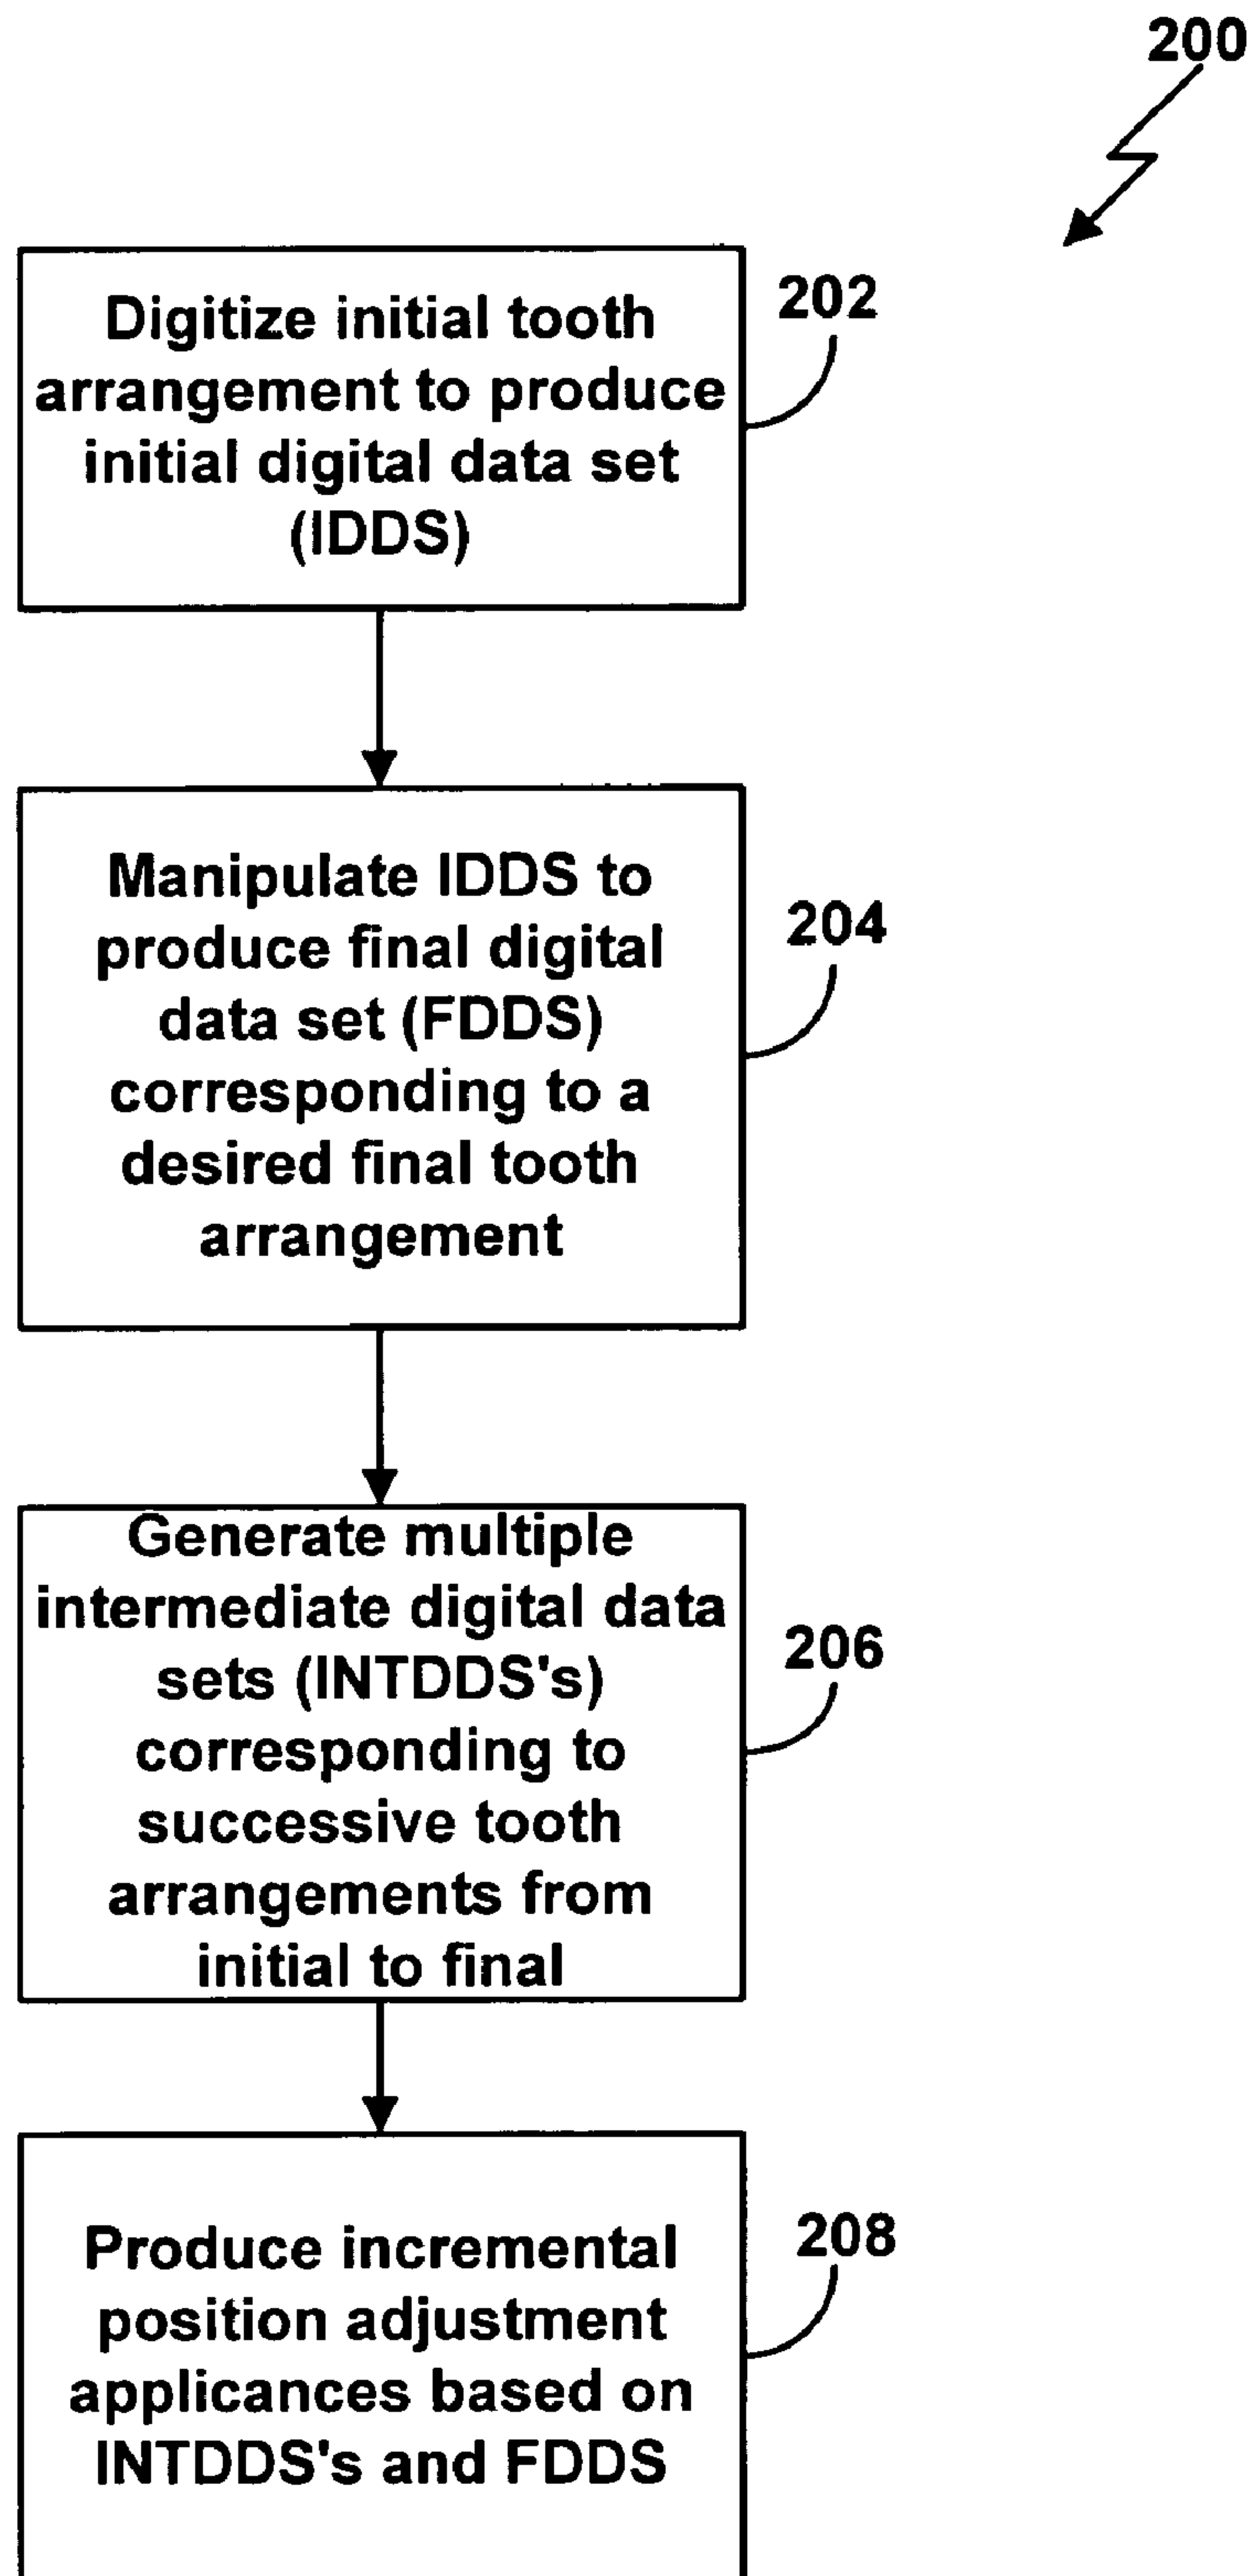 200
Digitize initial tooth
arrangement to produce
initial digital data set
(IDDS)
202
Manipulate IDDS to
produce final digital
data set (FDDS)
corresponding to a
desired final tooth
arrangement
204
Generate multiple
intermediate digital data
sets (INTDDS's)
corresponding to
successive tooth
arrangements from
initial to final
206
Produce incremental
position adjustment
applicances based on
INTDDS's and FDDS
208